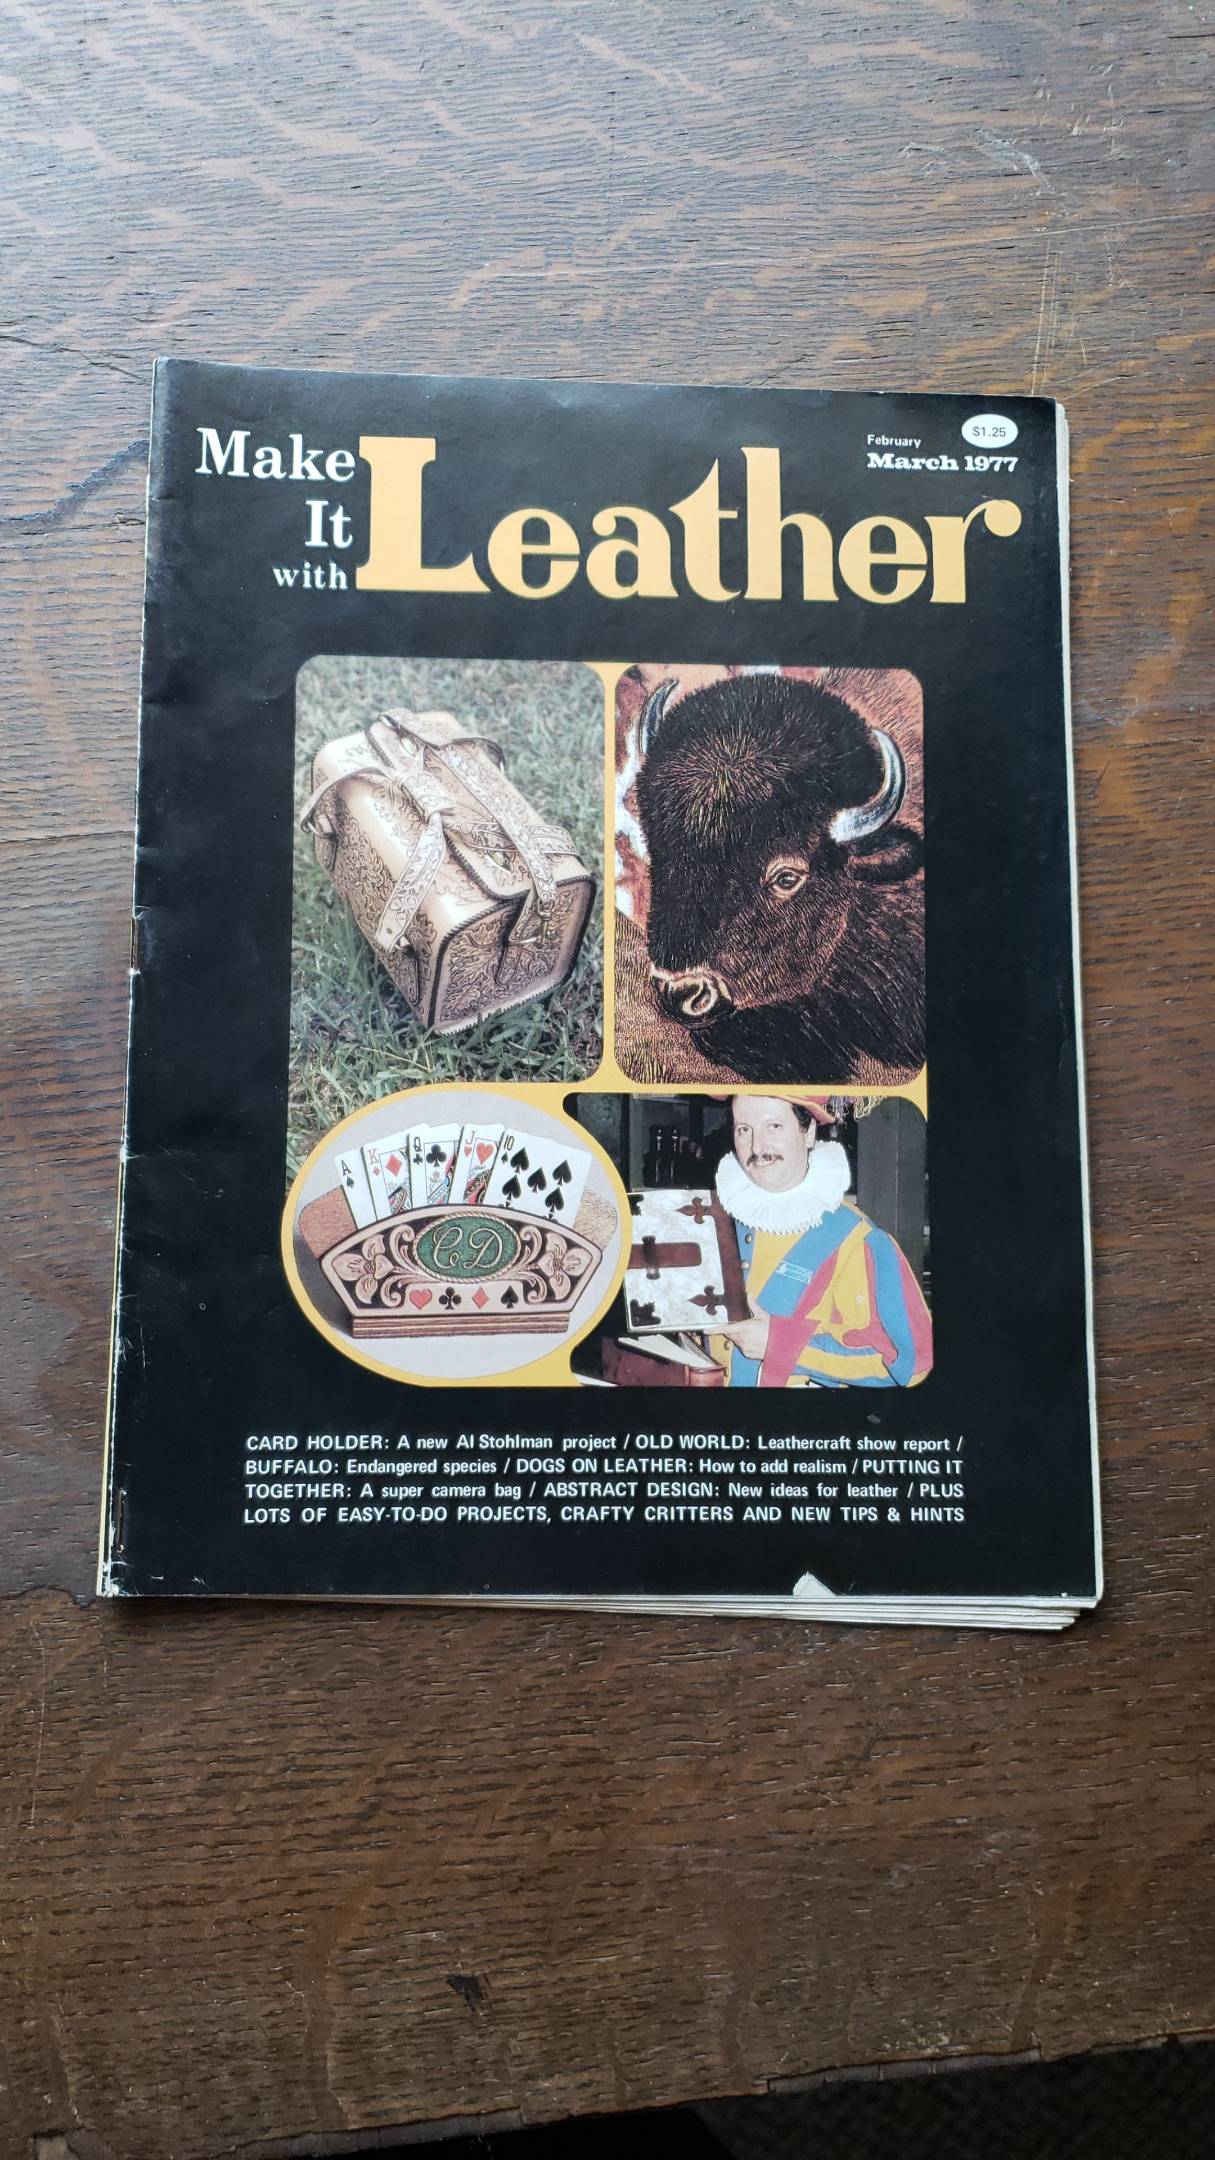 Make
It
with
Leather
$1.25
February
March 1977
A
K
Q
J
10
CD
CARD HOLDER: A new Al Stohlman project / OLD WORLD: Leathercraft show report /
BUFFALO: Endangered species / DOGS ON LEATHER: How to add realism / PUTTING IT
TOGETHER: A super camera bag / ABSTRACT DESIGN: New ideas for leather / PLUS
LOTS OF EASY-TO-DO PROJECTS, CRAFTY CRITTERS AND NEW TIPS & HINTS